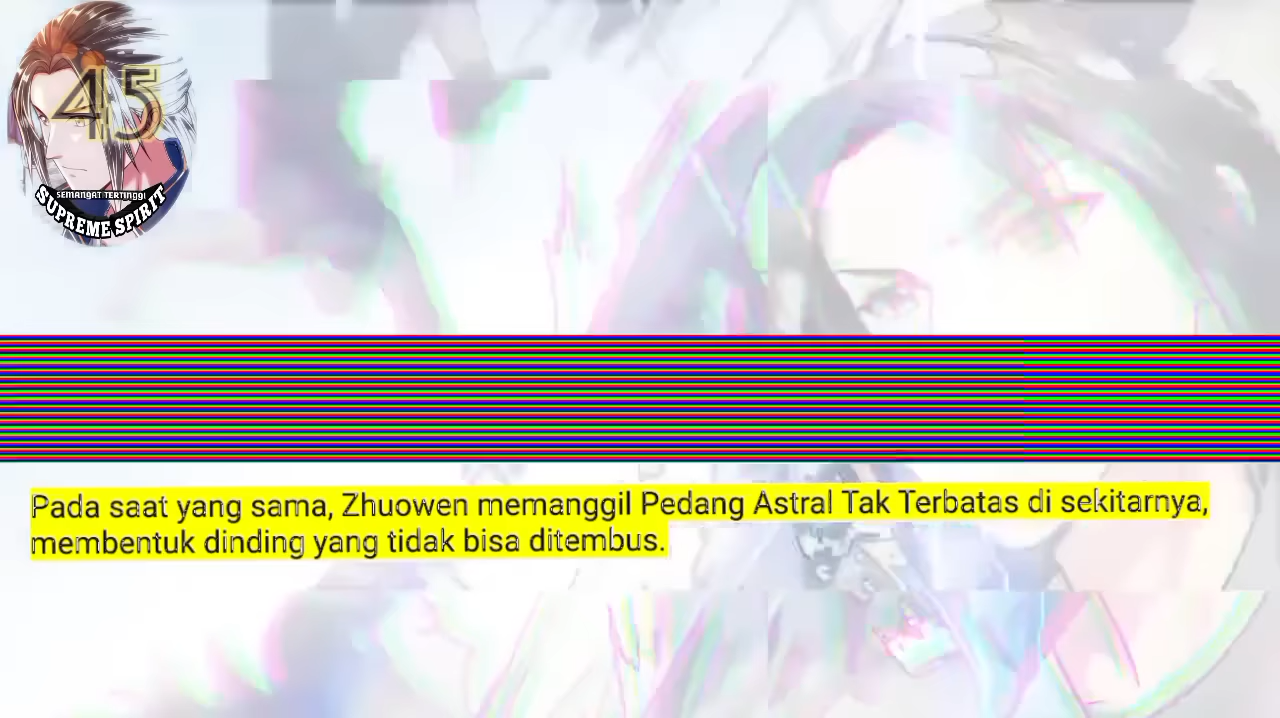 45
SEMANGAT TERTINGGI
SUPREME SPIRIT
Pada saat yang sama, Zhuowen memanggil Pedang Astral Tak Terbatas di sekitarnya,
membentuk dinding yang tidak bisa ditembus.